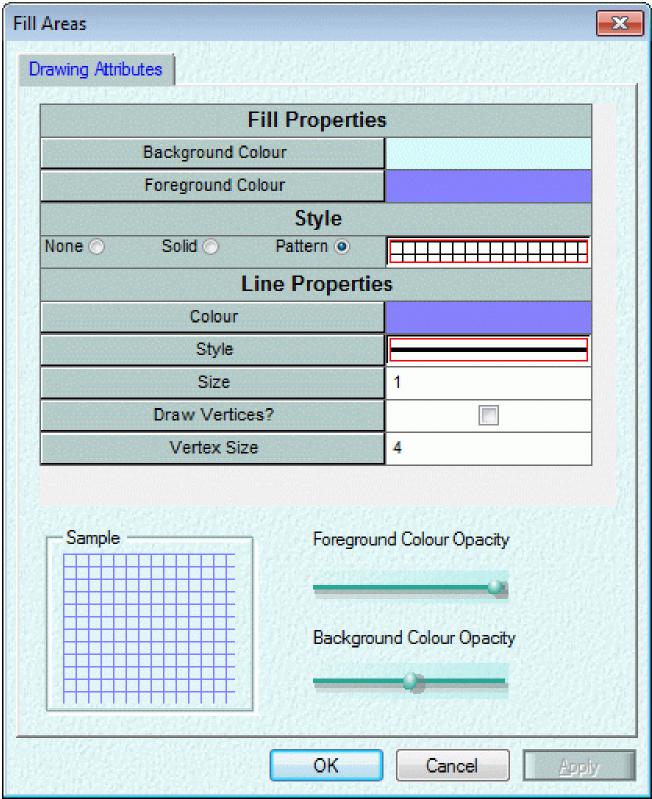 Fill Areas
Drawing Attributes
Fill Properties
Background Colour
Foreground Colour
Style
None Solid Pattern
Line Properties
Colour
Style
Size 1
Draw Vertices?
Vertex Size 4
Sample
Foreground Colour Opacity
Background Colour Opacity
OK Cancel Apply